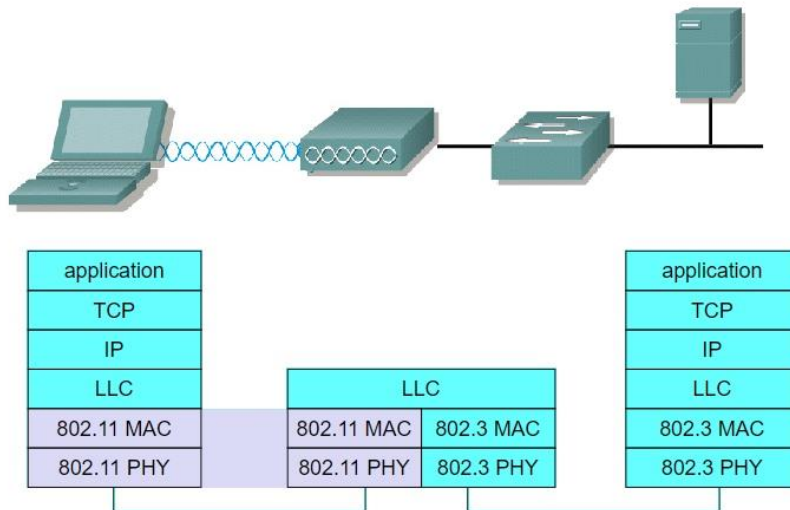 application
TCP
IP
LLC
802.11 MAC
802.11 PHY
LLC
802.11 MAC 802.3 MAC
802.11 PHY 802.3 PHY
application
TCP
IP
LLC
802.3 MAC
802.3 PHY